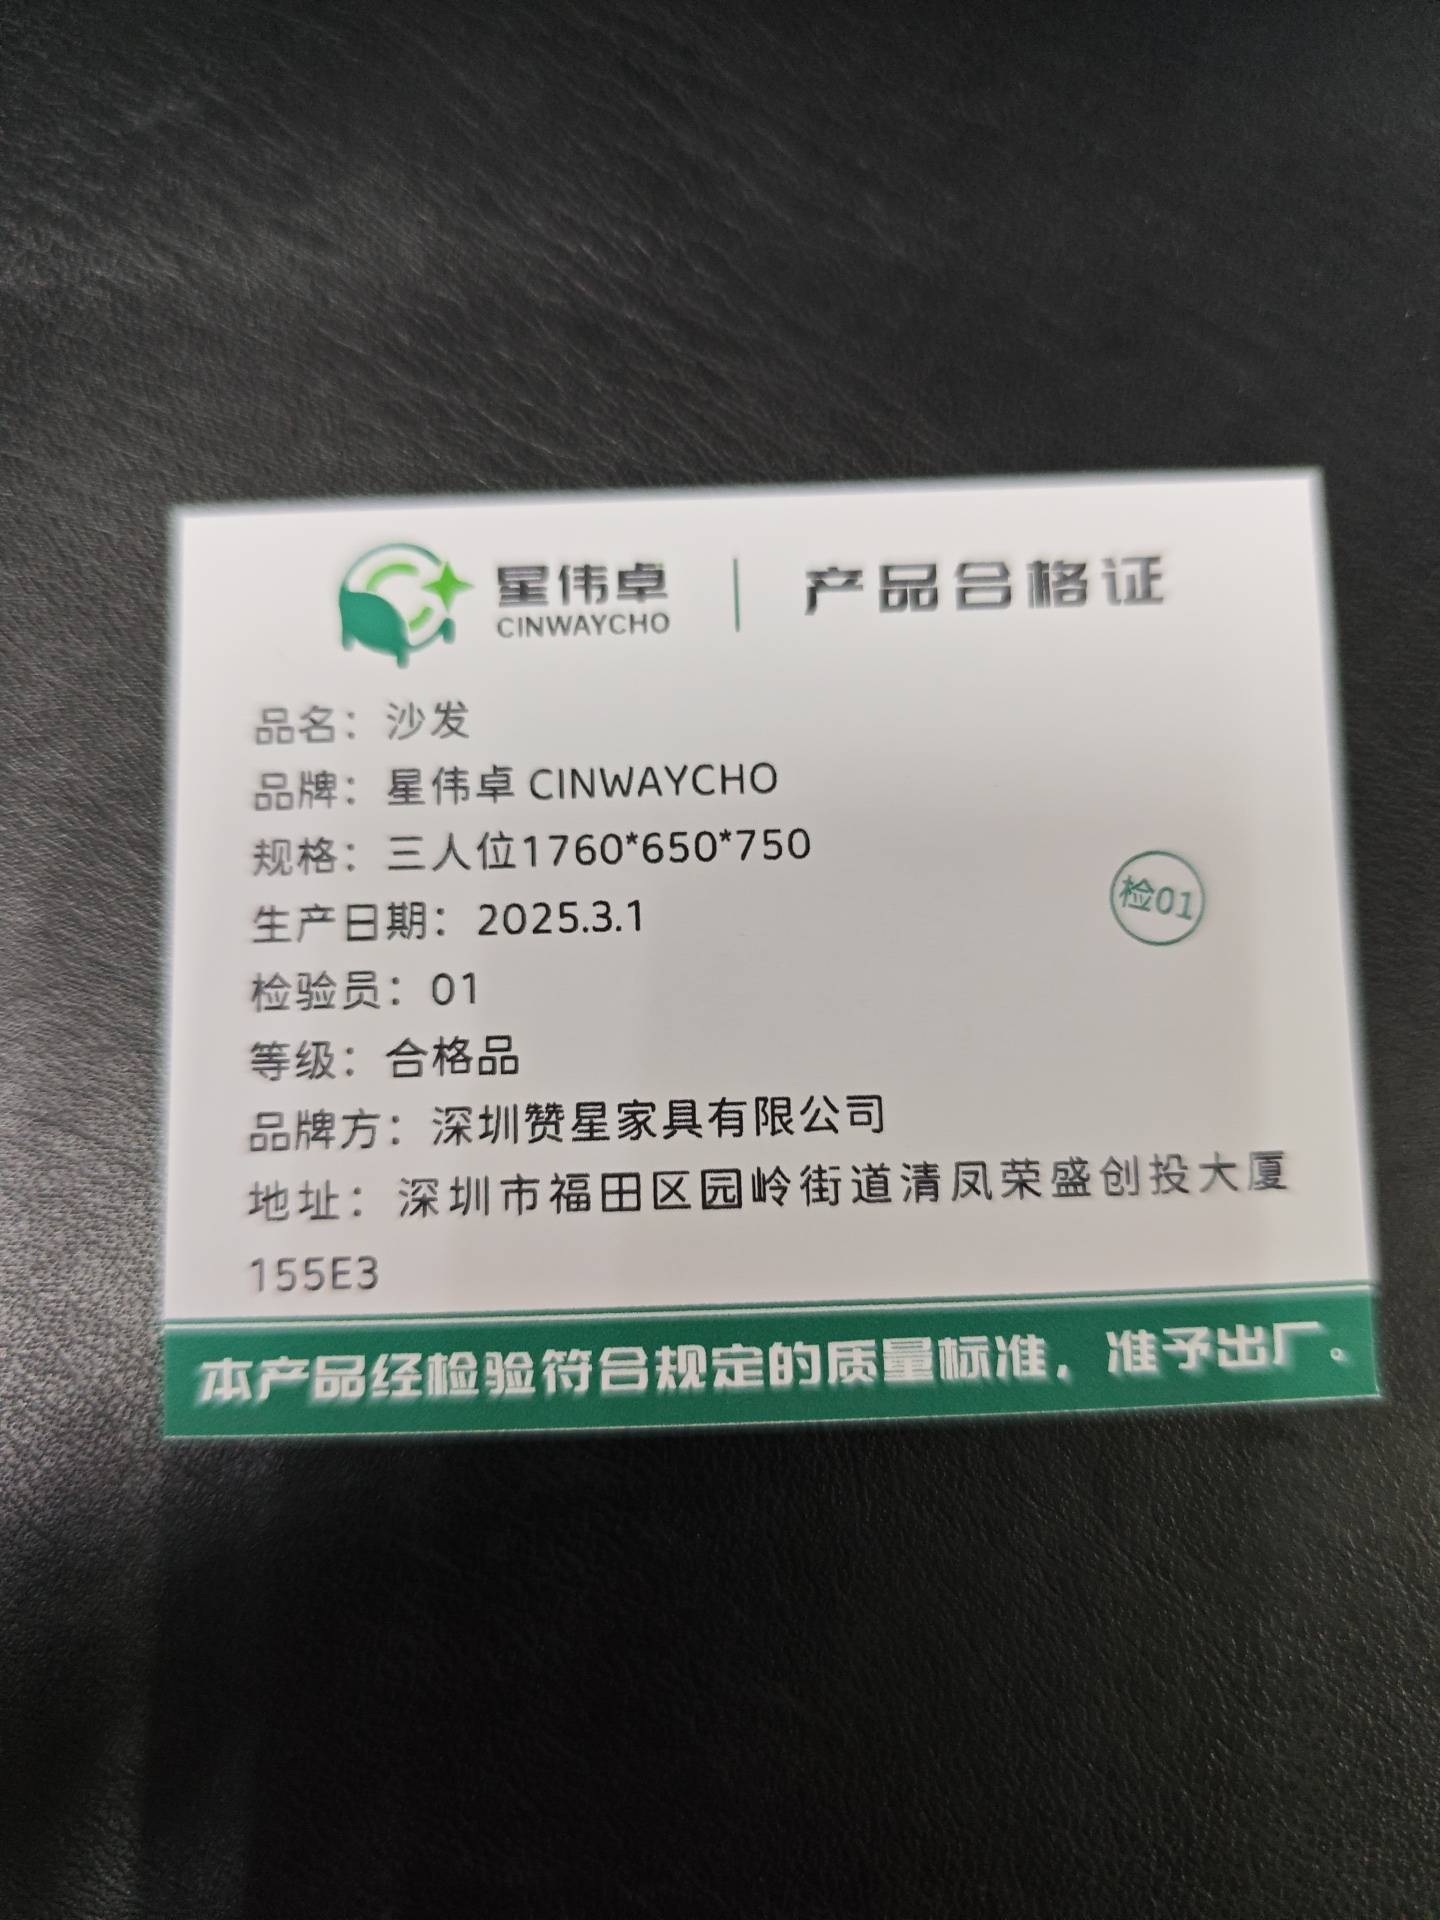 星伟卓
CINWAYCHO
产品合格证
品名：沙发
品牌：星伟卓 CINWAYCHO
规格：三人位1760*650*750
生产日期：2025.3.1
检01
检验员：01
等级：合格品
品牌方：深圳赞星家具有限公司
地址：深圳市福田区园岭街道清凤荣盛创投大厦
155E3
本产品经检验符合规定的质量标准，准予出厂。